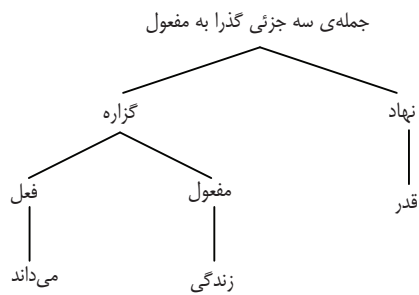 جمله‌ی سه جزئی گذرا به مفعول
نهاد
گزاره
مفعول
فعل
قدر
زندگی
می‌داند